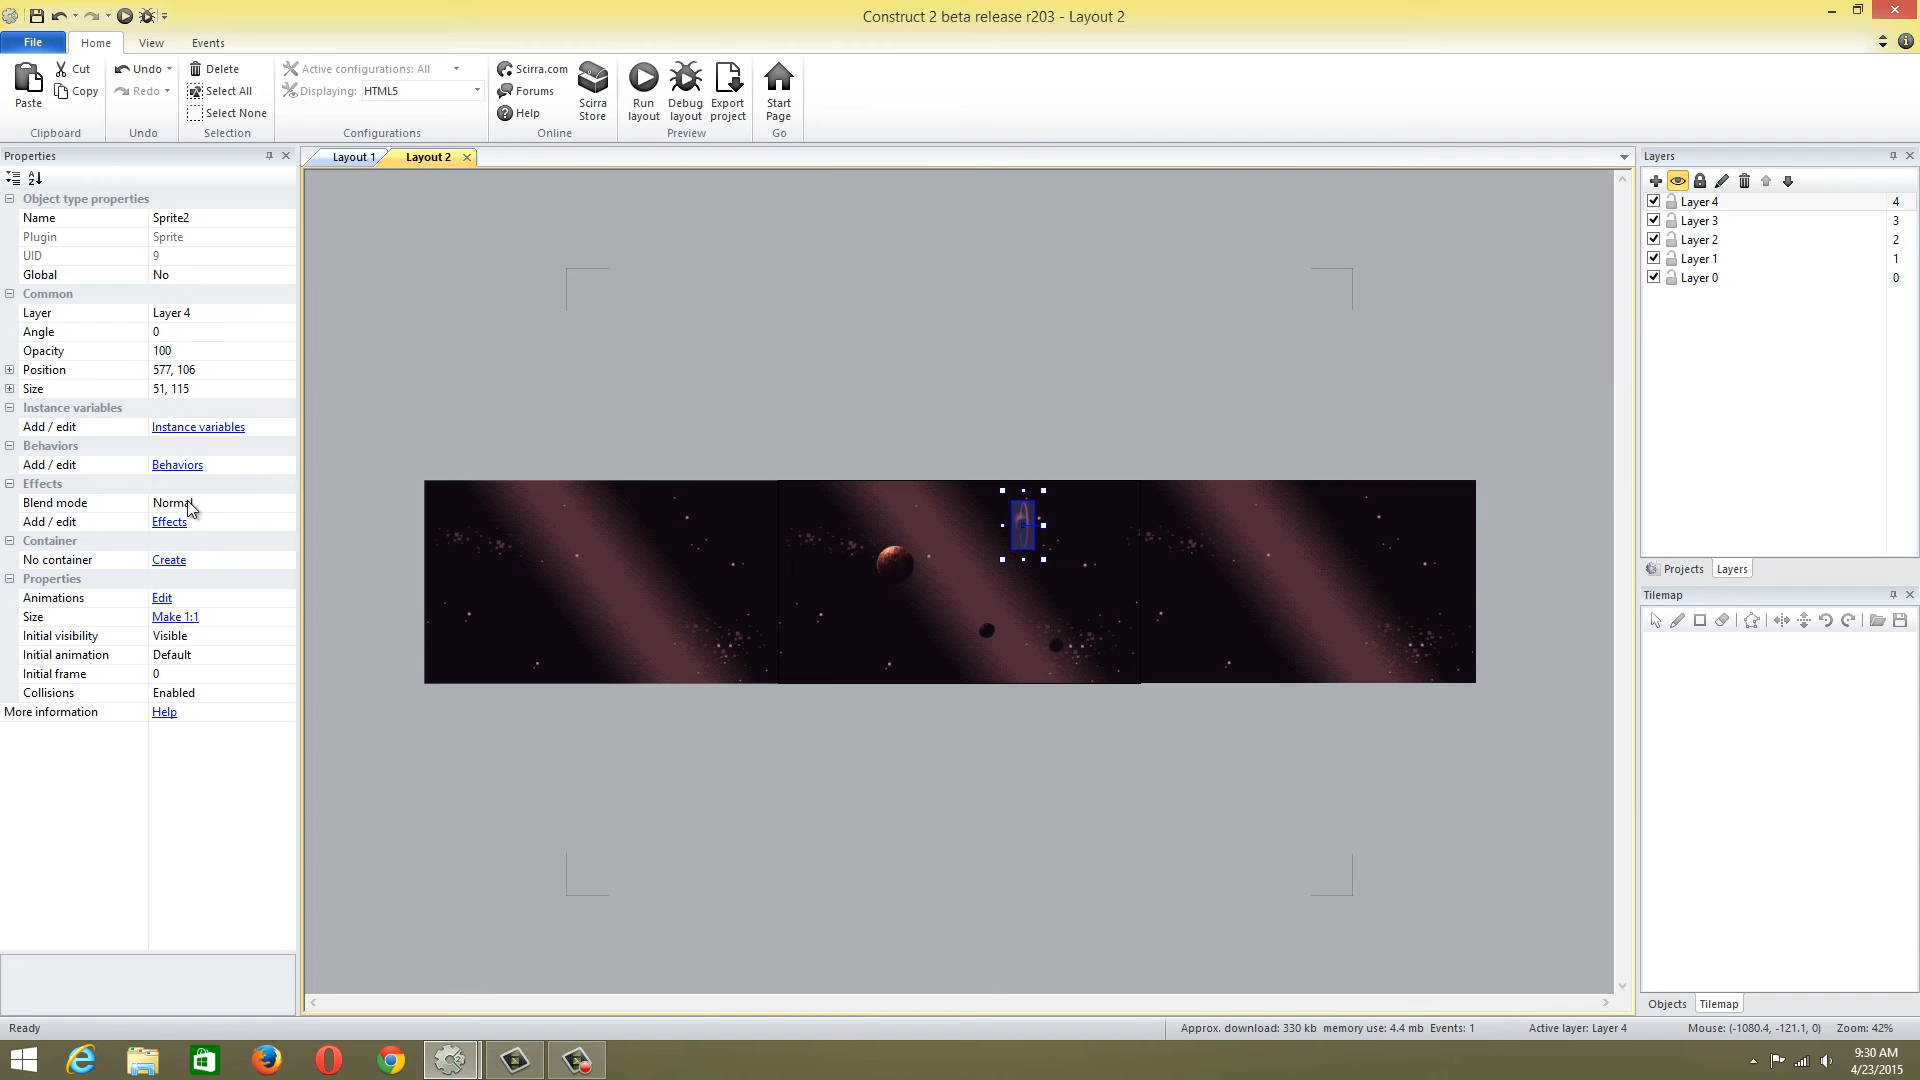 Construct 2 beta release r203 - Layout 2
File Home View Events
Paste Cut Copy Clipboard
Undo Redo Undo
Delete Select All Select None Selection
Active configurations: All
Displaying: HTML5
Configurations
Scirra.com Forums Help Scirra Store Online
Run layout Debug layout Export project Preview
Start Page Go
Properties
Layout 1 Layout 2
Object type properties
Name Sprite2
Plugin Sprite
UID 9
Global No
Common
Layer Layer 4
Angle 0
Opacity 100
Position 577, 106
Size 51, 115
Instance variables
Add / edit Instance variables
Behaviors
Add / edit Behaviors
Effects
Blend mode Normal
Add / edit Effects
Container
No container Create
Properties
Animations Edit
Size Make 1:1
Initial visibility Visible
Initial animation Default
Initial frame 0
Collisions Enabled
More information Help
Layers
Layer 4 4
Layer 3 3
Layer 2 2
Layer 1 1
Layer 0 0
Projects Layers
Tilemap
Objects Tilemap
Ready Approx. download: 330 kb memory use: 4.4 mb Events: 1 Active layer: Layer 4 Mouse: (-1080.4, -121.1, 0) Zoom: 42%
9:30 AM
4/23/2015